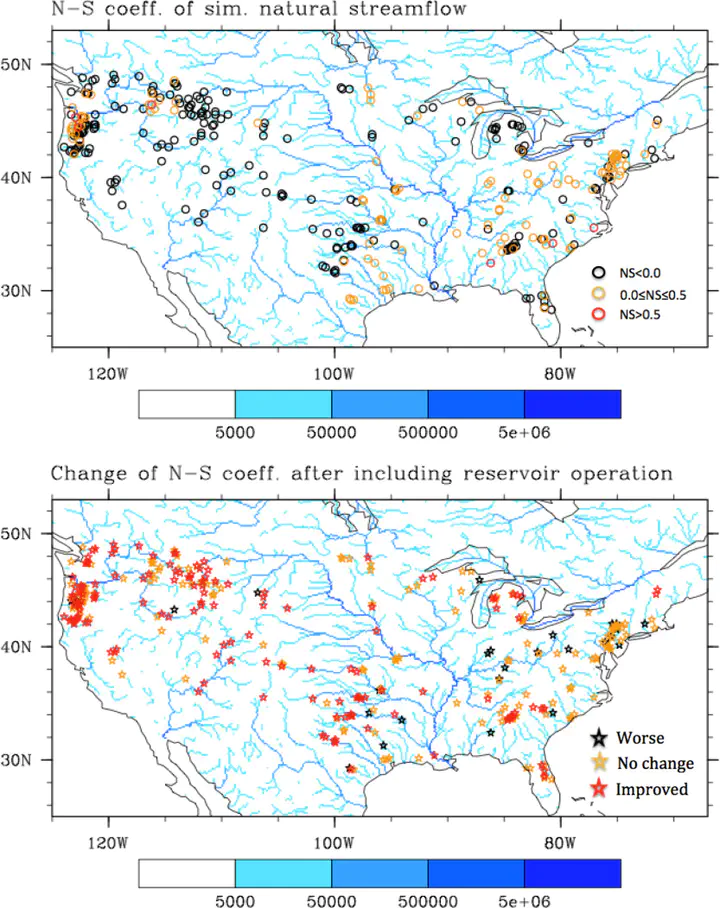 N-S coeff. of sim. natural streamflow
50N
40N
30N
NS<0.0
0.0≤NS≤0.5
NS>0.5
120W 100W 80W
5000 50000 500000 5e+06
Change of N-S coeff. after including reservoir operation
50N
40N
30N
Worse
No change
Improved
120W 100W 80W
5000 50000 500000 5e+06